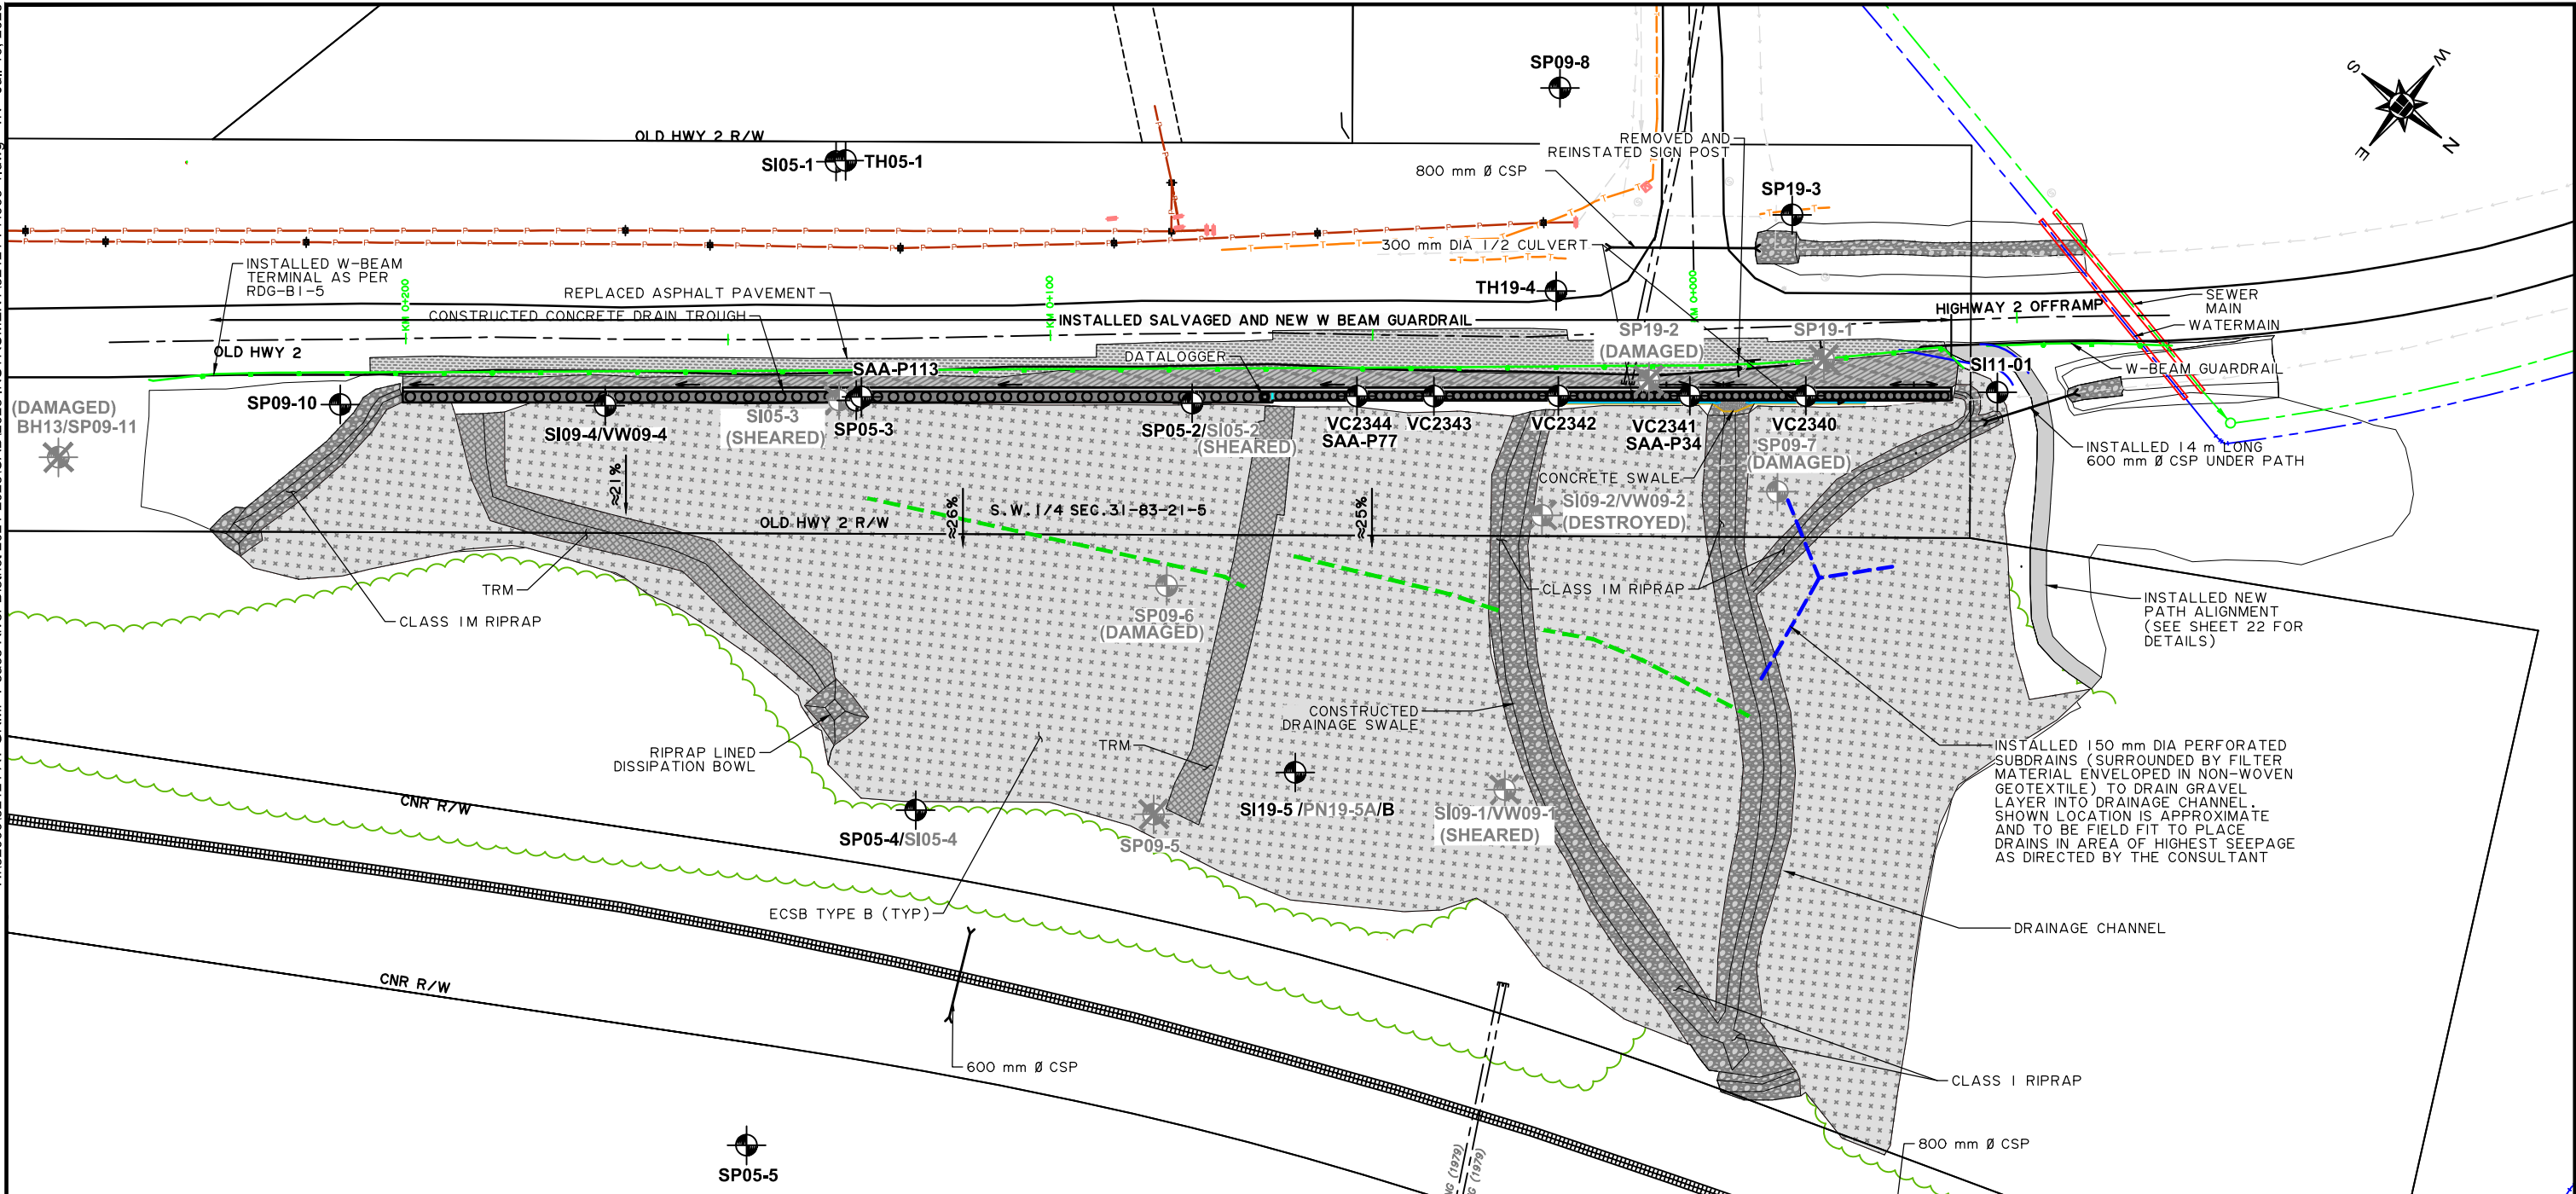 SP09-8
W
S
N
E
OLD HWY 2 R/W
SI05-1
TH05-1
REMOVED AND
REINSTATED SIGN POST
800 mm Ø CSP
SP19-3
300 mm DIA 1/2 CULVERT
INSTALLED W-BEAM
TERMINAL AS PER
RDG-B1-5
KM 0+200
KM 0+100
KM 0+000
TH19-4
REPLACED ASPHALT PAVEMENT
CONSTRUCTED CONCRETE DRAIN TROUGH
INSTALLED SALVAGED AND NEW W BEAM GUARDRAIL
HIGHWAY 2 OFFRAMP
SEWER
MAIN
WATERMAIN
SP19-2
(DAMAGED)
SP19-1
OLD HWY 2
DATALOGGER
SAA-P113
SI11-01
W-BEAM GUARDRAIL
(DAMAGED)
BH13/SP09-11
SP09-10
SI09-4/VW09-4
SI05-3
(SHEARED)
SP05-3
SP05-2/SI05-2
(SHEARED)
VC2344
SAA-P77
VC2343
VC2342
VC2341
SAA-P34
VC2340
SP09-7
(DAMAGED)
INSTALLED 14 m LONG
600 mm Ø CSP UNDER PATH
CONCRETE SWALE
SI09-2/VW09-2
(DESTROYED)
≈21%
≈26%
≈25%
S.W.1/4 SEC.31-83-21-5
OLD HWY 2 R/W
TRM
CLASS 1M RIPRAP
CLASS 1M RIPRAP
SP09-6
(DAMAGED)
INSTALLED NEW
PATH ALIGNMENT
(SEE SHEET 22 FOR
DETAILS)
CONSTRUCTED
DRAINAGE SWALE
RIPRAP LINED
DISSIPATION BOWL
TRM
INSTALLED 150 mm DIA PERFORATED
SUBDRAINS (SURROUNDED BY FILTER
MATERIAL ENVELOPED IN NON-WOVEN
GEOTEXTILE) TO DRAIN GRAVEL
LAYER INTO DRAINAGE CHANNEL.
SHOWN LOCATION IS APPROXIMATE
AND TO BE FIELD FIT TO PLACE
DRAINS IN AREA OF HIGHEST SEEPAGE
AS DIRECTED BY THE CONSULTANT
CNR R/W
SP05-4/SI05-4
SP09-5
SI19-5 /PN19-5A/B
SI09-1/VW09-1
(SHEARED)
ECSB TYPE B (TYP)
DRAINAGE CHANNEL
CNR R/W
600 mm Ø CSP
CLASS 1 RIPRAP
800 mm Ø CSP
SP05-5
(1979)
(1979)